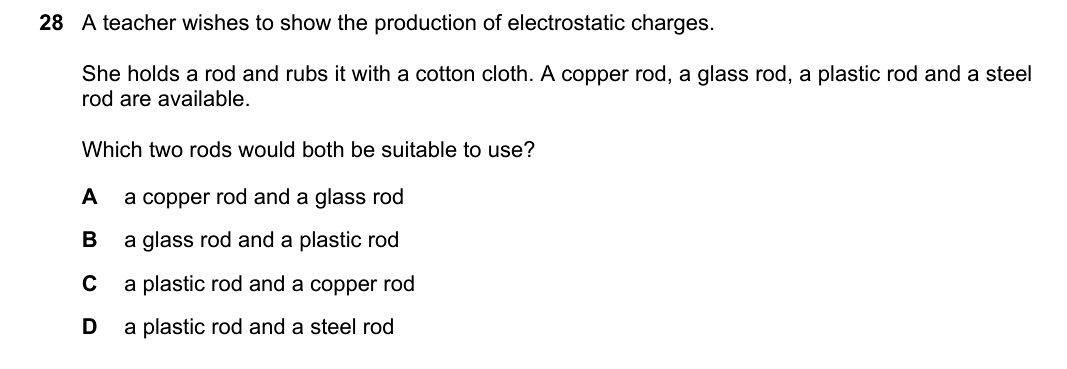 28 A teacher wishes to show the production of electrostatic charges.
She holds a rod and rubs it with a cotton cloth. A copper rod, a glass rod, a plastic rod and a steel
rod are available.
Which two rods would both be suitable to use?
A a copper rod and a glass rod
B a glass rod and a plastic rod
C a plastic rod and a copper rod
D a plastic rod and a steel rod